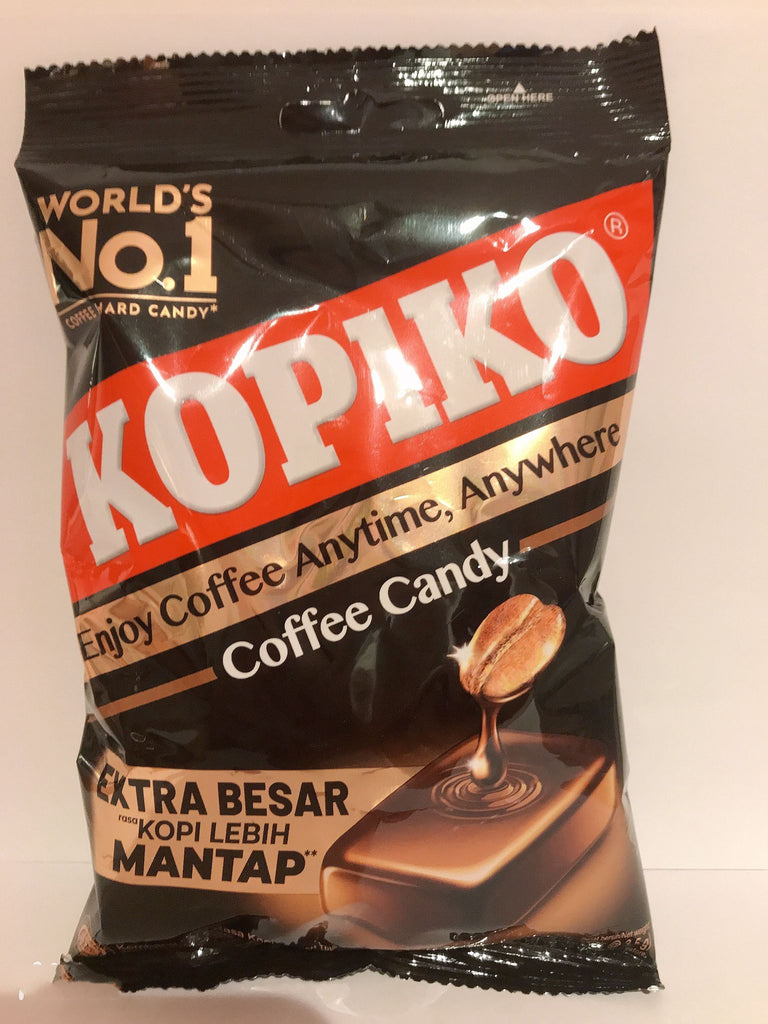 OPEN HERE
WORLD'S
No.1
COFFEE HARD CANDY*
KOPIKO®
Enjoy Coffee Anytime, Anywhere
Coffee Candy
EXTRA BESAR
rasa KOPI LEBIH
MANTAP**